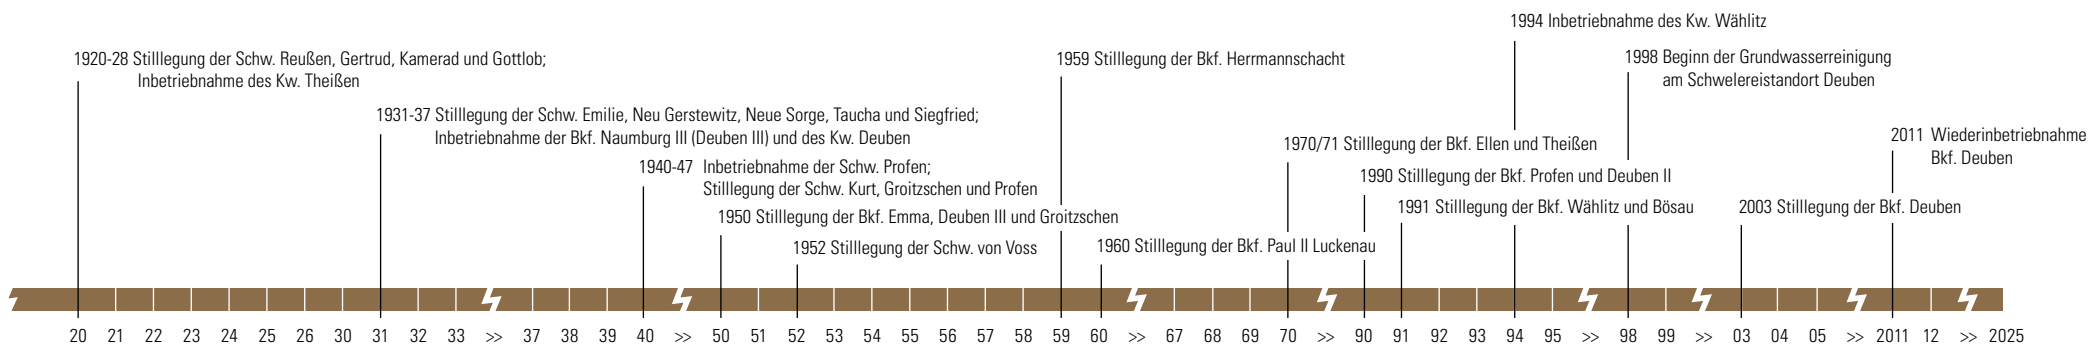 1994 Inbetriebnahme des Kw. Wählitz
1920-28 Stilllegung der Schw. Reußen, Gertrud, Kamerad und Gottlob;
Inbetriebnahme des Kw. Theißen
1959 Stilllegung der Bkf. Herrmannschacht
1998 Beginn der Grundwasserreinigung
am Schwelereistandort Deuben
1931-37 Stilllegung der Schw. Emilie, Neu Gerstewitz, Neue Sorge, Taucha und Siegfried;
Inbetriebnahme der Bkf. Naumburg III (Deuben III) und des Kw. Deuben
1970/71 Stilllegung der Bkf. Ellen und Theißen
2011 Wiederinbetriebnahme
Bkf. Deuben
1940-47 Inbetriebnahme der Schw. Profen;
Stilllegung der Schw. Kurt, Groitzschen und Profen
1990 Stilllegung der Bkf. Profen und Deuben II
1950 Stilllegung der Bkf. Emma, Deuben III und Groitzschen
1991 Stilllegung der Bkf. Wählitz und Bösau
2003 Stilllegung der Bkf. Deuben
1952 Stilllegung der Schw. von Voss
1960 Stilllegung der Bkf. Paul II Luckenau
20 21 22 23 24 25 26 30 31 32 33 >> 37 38 39 40 >> 50 51 52 53 54 55 56 57 58 59 60 >> 67 68 69 70 >> 90 91 92 93 94 95 >> 98 99 >> 03 04 05 >> 2011 12 >> 2025